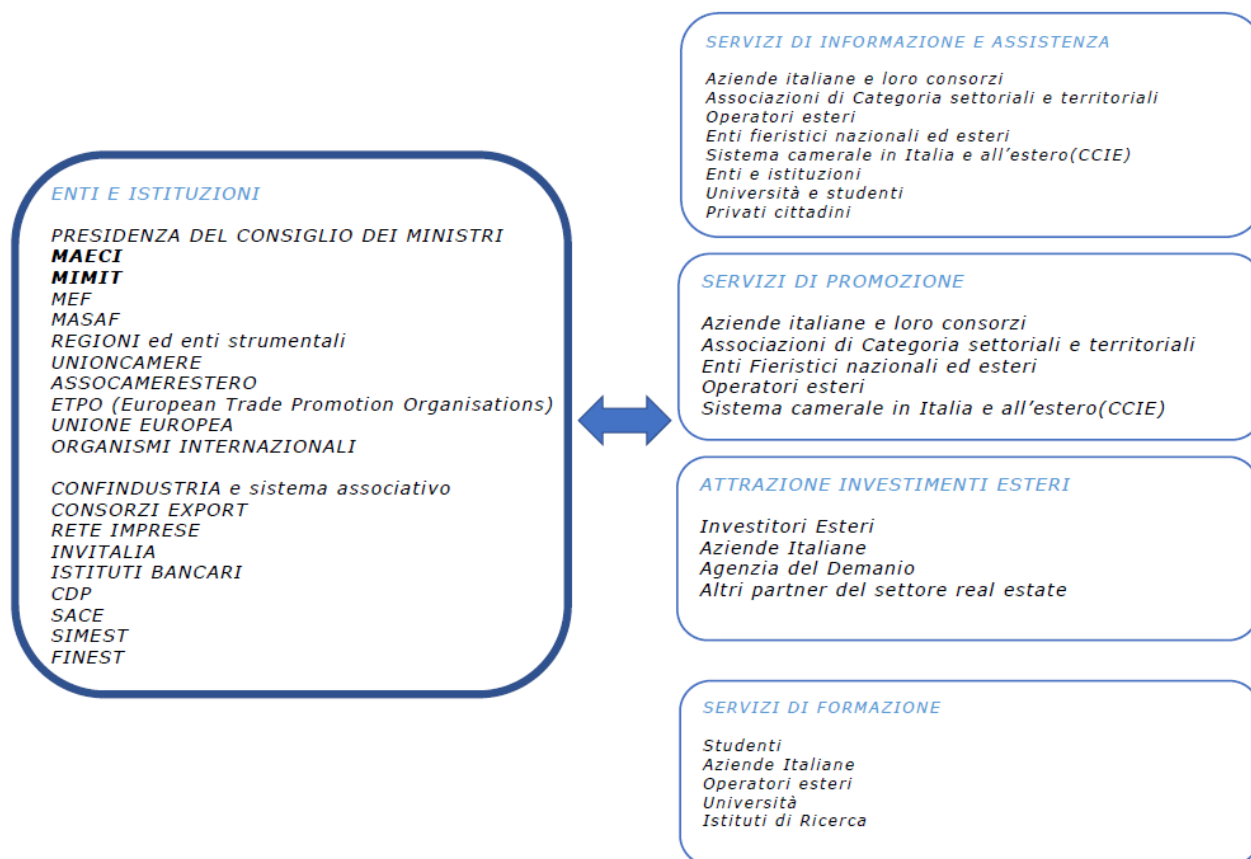 ENTI E ISTITUZIONI
PRESIDENZA DEL CONSIGLIO DEI MINISTRI
MAECI
MIMIT
MEF
MASAF
REGIONI ed enti strumentali
UNIONCAMERE
ASSOCAMERESTERO
ETPO (European Trade Promotion Organisations)
UNIONE EUROPEA
ORGANISMI INTERNAZIONALI
CONFINDUSTRIA e sistema associativo
CONSORZI EXPORT
RETE IMPRESE
INVITALIA
ISTITUTI BANCARI
CDP
SACE
SIMEST
FINEST
SERVIZI DI INFORMAZIONE E ASSISTENZA
Aziende italiane e loro consorzi
Associazioni di Categoria settoriali e territoriali
Operatori esteri
Enti fieristici nazionali ed esteri
Sistema camerale in Italia e all'estero(CCIE)
Enti e istituzioni
Università e studenti
Privati cittadini
SERVIZI DI PROMOZIONE
Aziende italiane e loro consorzi
Associazioni di Categoria settoriali e territoriali
Enti Fieristici nazionali ed esteri
Operatori esteri
Sistema camerale in Italia e all'estero(CCIE)
ATTRAZIONE INVESTIMENTI ESTERI
Investitori Esteri
Aziende Italiane
Agenzia del Demanio
Altri partner del settore real estate
SERVIZI DI FORMAZIONE
Studenti
Aziende Italiane
Operatori esteri
Università
Istituti di Ricerca